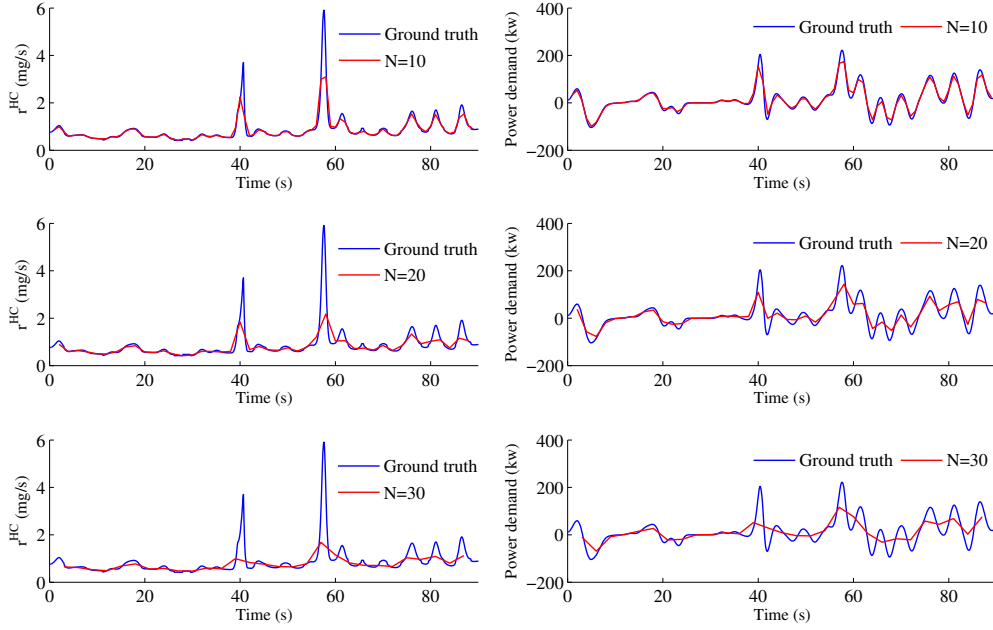 r^HC (mg/s)
6
4
2
0
Ground truth
N=10
0 20 40 60 80
Time (s)
Power demand (kw)
400
200
0
−200
Ground truth N=10
0 20 40 60 80
Time (s)
r^HC (mg/s)
6
4
2
0
Ground truth
N=20
0 20 40 60 80
Time (s)
Power demand (kw)
400
200
0
−200
Ground truth N=20
0 20 40 60 80
Time (s)
r^HC (mg/s)
6
4
2
0
Ground truth
N=30
0 20 40 60 80
Time (s)
Power demand (kw)
400
200
0
−200
Ground truth N=30
0 20 40 60 80
Time (s)